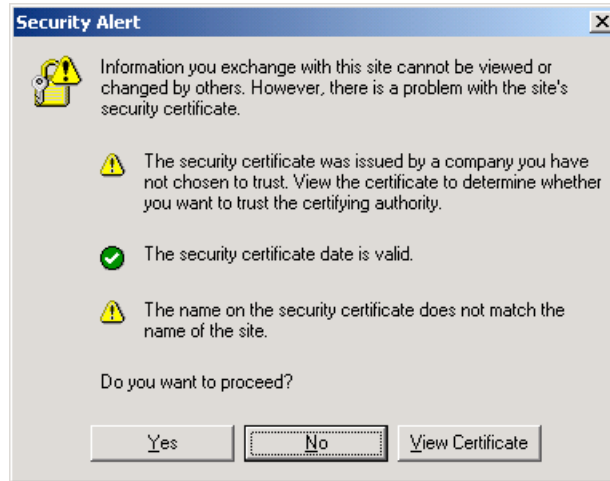 Security Alert
Information you exchange with this site cannot be viewed or
changed by others. However, there is a problem with the site's
security certificate.
The security certificate was issued by a company you have
not chosen to trust. View the certificate to determine whether
you want to trust the certifying authority.
The security certificate date is valid.
The name on the security certificate does not match the
name of the site.
Do you want to proceed?
Yes
No
View Certificate